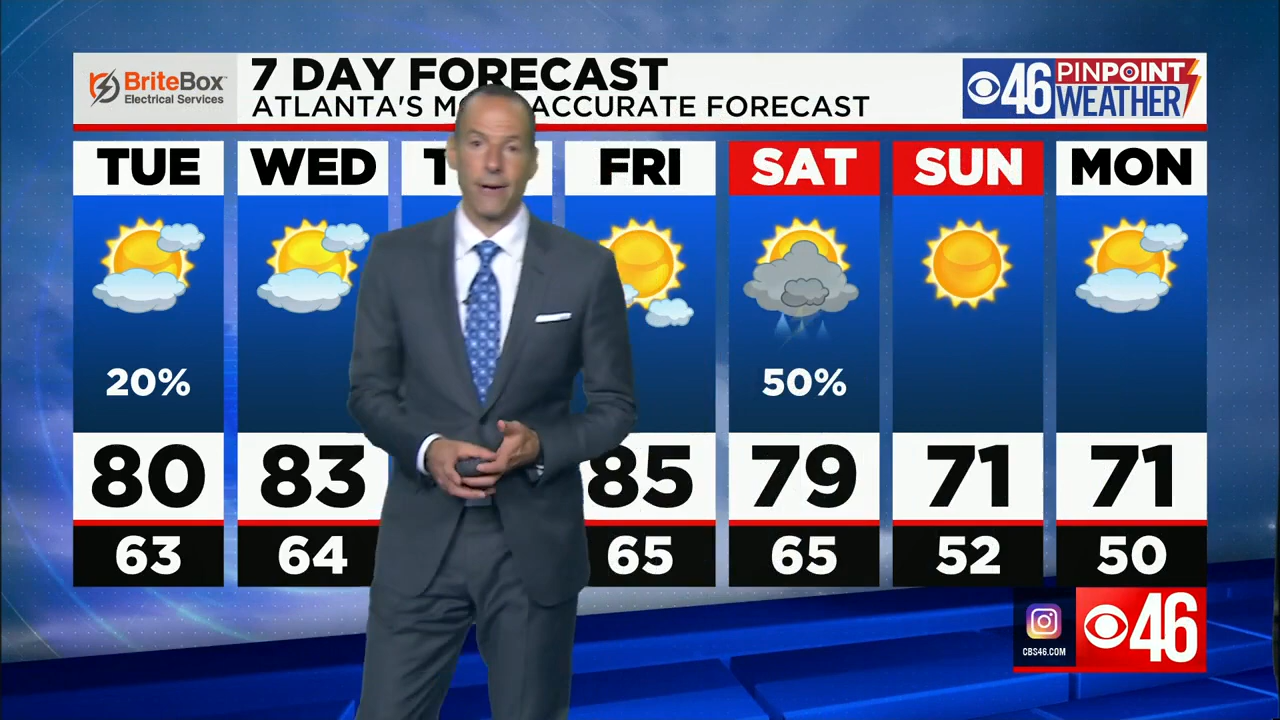 BriteBox
Electrical Services
7 DAY FORECAST
ATLANTA'S ACCURATE FORECAST
46 PINPOINT WEATHER
TUE WED FRI SAT SUN MON
20% 50%
80 83 85 79 71 71
63 64 65 65 52 50
CBS46.COM
46